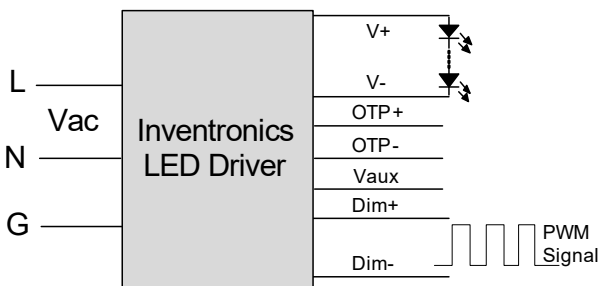 L
Vac
N
G
Inventronics
LED Driver
V+
V-
OTP+
OTP-
Vaux
Dim+
Dim-
PWM
Signal